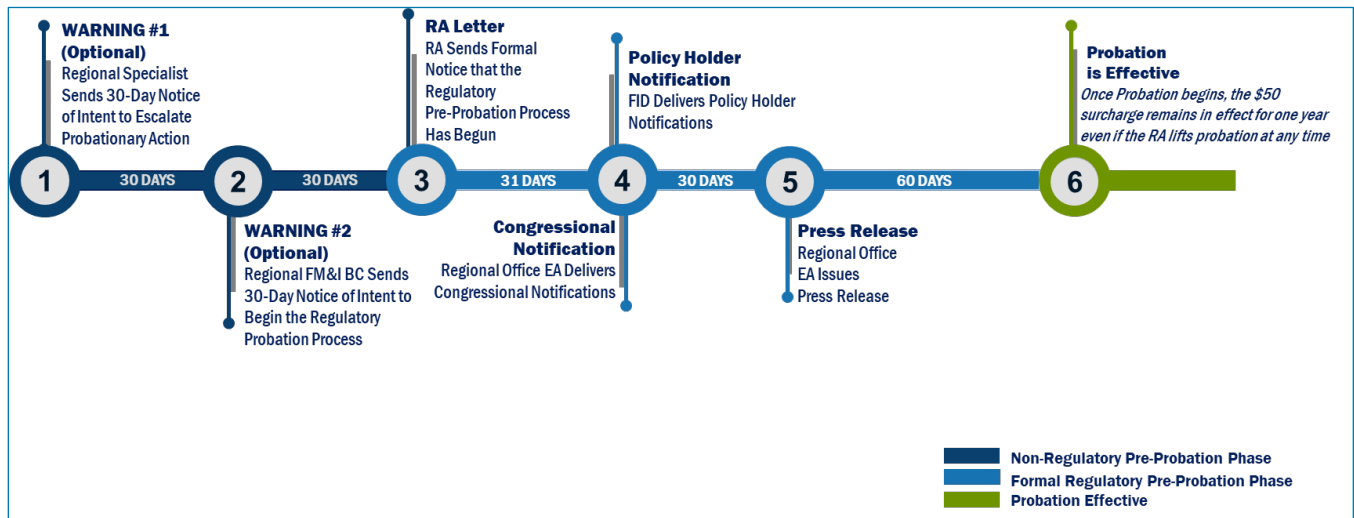 WARNING #1
(Optional)
Regional Specialist
Sends 30-Day Notice
of Intent to Escalate
Probationary Action
RA Letter
RA Sends Formal
Notice that the
Regulatory
Pre-Probation Process
Has Begun
Policy Holder
Notification
FID Delivers Policy Holder
Notifications
Probation
is Effective
Once Probation begins, the $50
surcharge remains in effect for one year
even if the RA lifts probation at any time
1
30 DAYS
2
30 DAYS
3
31 DAYS
4
30 DAYS
5
60 DAYS
6
WARNING #2
(Optional)
Regional FM&I BC Sends
30-Day Notice of Intent to
Begin the Regulatory
Probation Process
Congressional
Notification
Regional Office EA Delivers
Congressional Notifications
Press Release
Regional Office
EA Issues
Press Release
Non-Regulatory Pre-Probation Phase
Formal Regulatory Pre-Probation Phase
Probation Effective